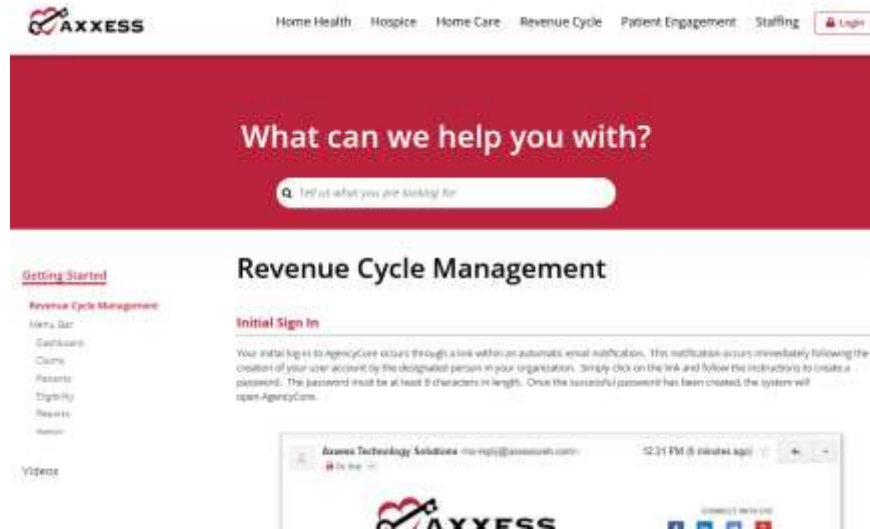 AXXESS
Home Health Hospice Home Care Revenue Cycle Patient Engagement Staffing Login
What can we help you with?
Tell us what you are looking for
Getting Started
Revenue Cycle Management
Menu Bar
Dashboard
Claims
Patients
Eligibility
Reports
Videos
Revenue Cycle Management
Initial Sign In
Your initial log in to AgencyCore occurs through a link within an automatic email notification. This notification occurs immediately following the
creation of your user account by the designated person in your organization. Simply click on the link and follow the instructions to create a
password. The password must be at least 8 characters in length. Once the successful password has been created, the system will
open AgencyCore.
Axxess Technology Solutions 12:21 PM (6 minutes ago)
to me
AXXESS
CONNECT WITH US